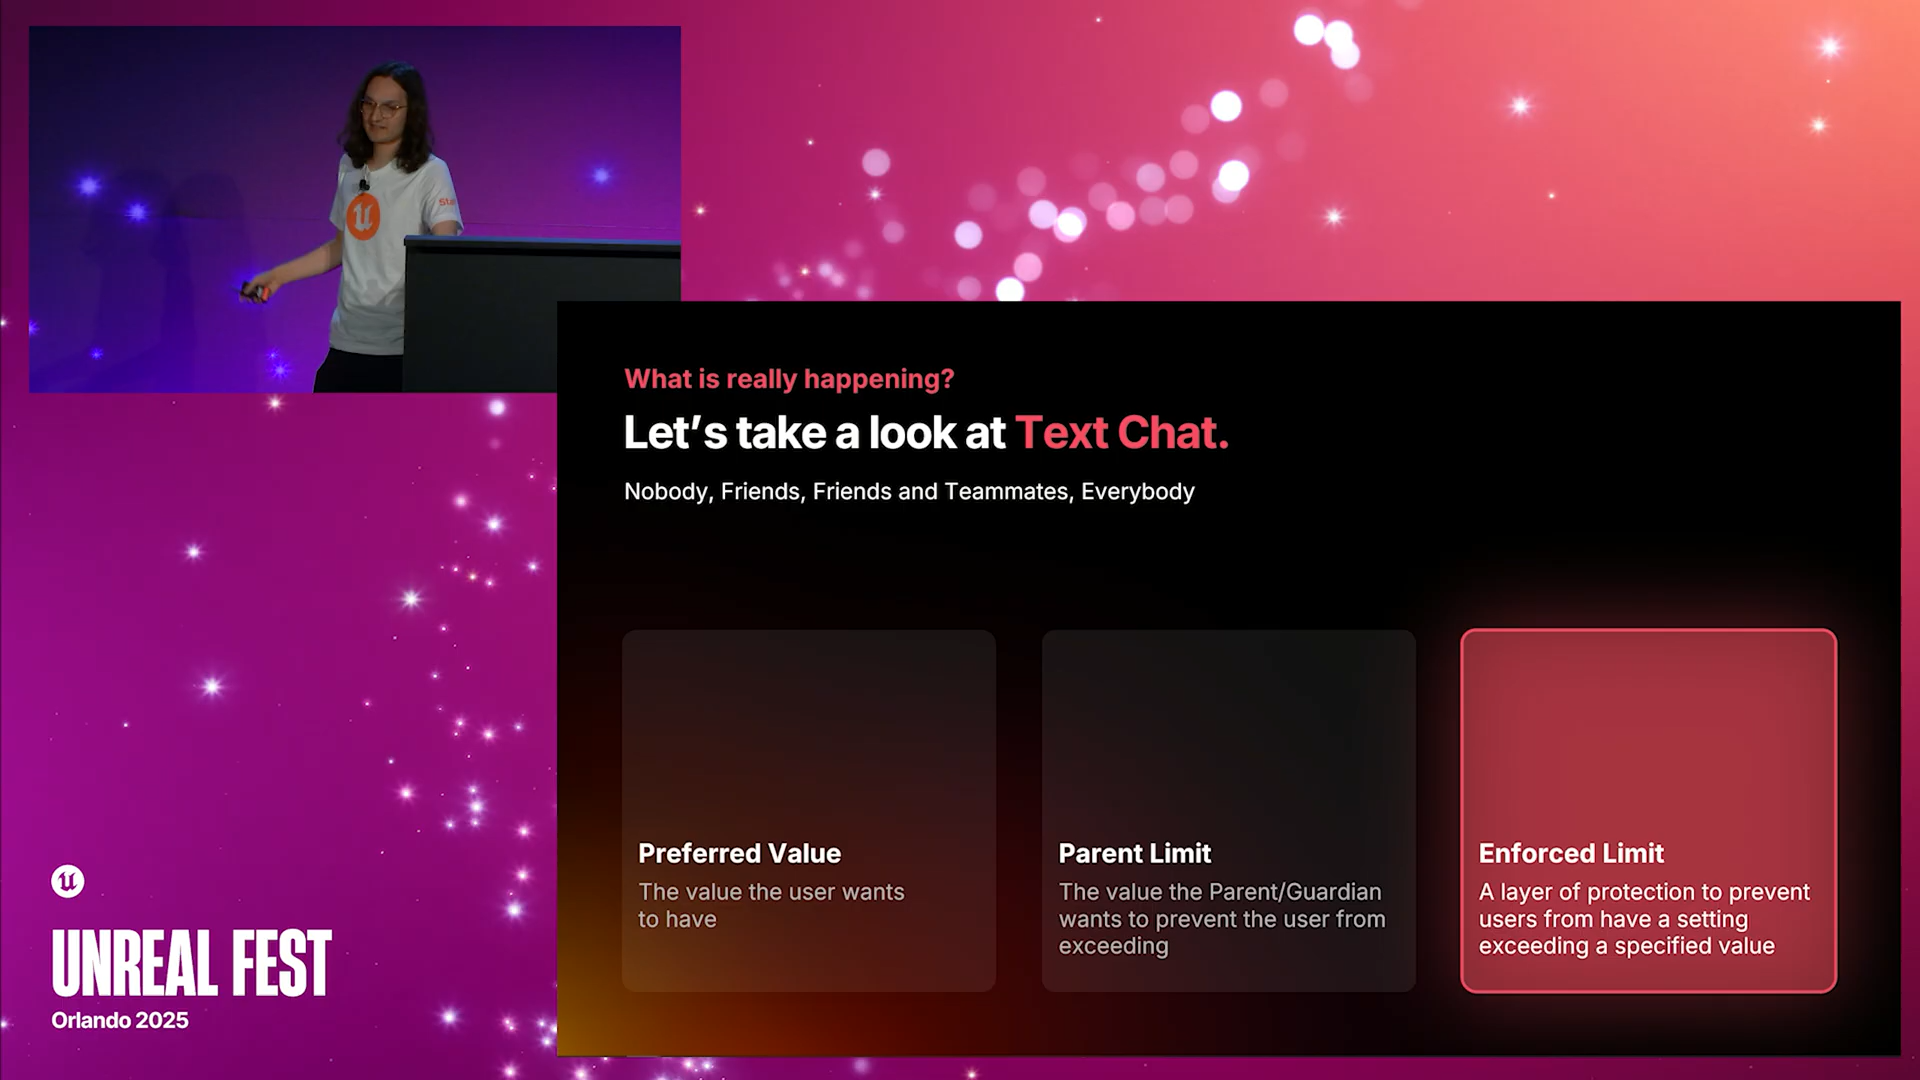 What is really happening?
Let's take a look at Text Chat.
Nobody, Friends, Friends and Teammates, Everybody
Preferred Value
The value the user wants
to have
Parent Limit
The value the Parent/Guardian
wants to prevent the user from
exceeding
Enforced Limit
A layer of protection to prevent
users from have a setting
exceeding a specified value
UNREAL FEST
Orlando 2025